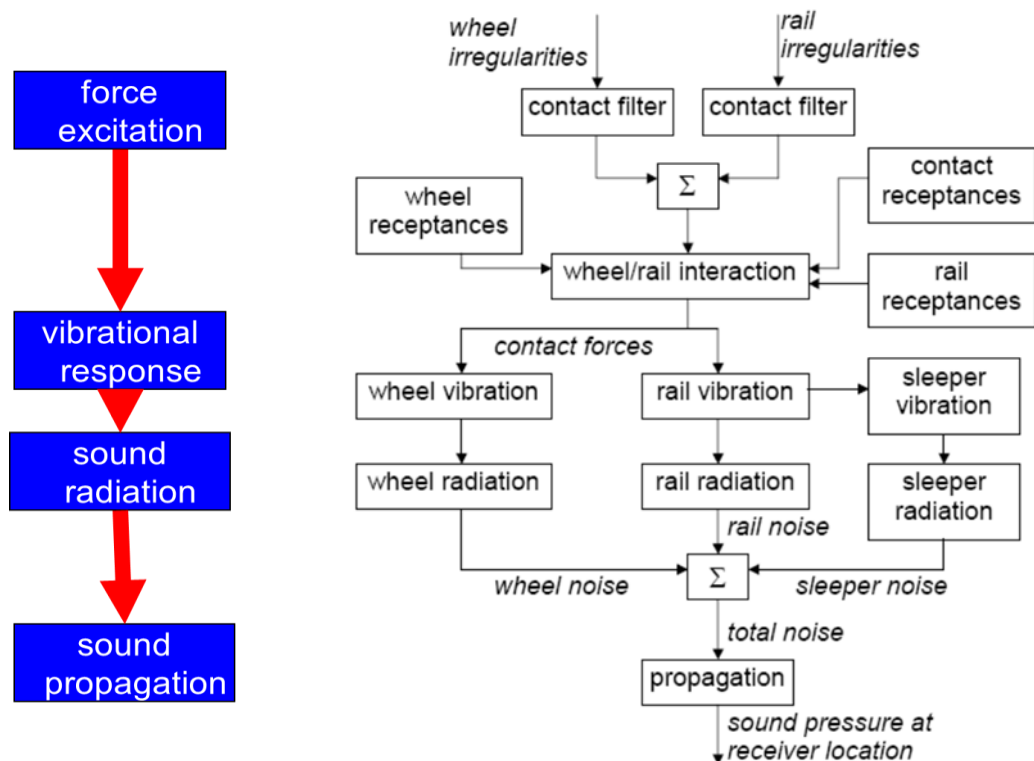 force
excitation
vibrational
response
sound
radiation
sound
propagation
wheel
irregularities
rail
irregularities
contact filter
contact filter
Σ
wheel
receptances
contact
receptances
wheel/rail interaction
rail
receptances
contact forces
wheel vibration
rail vibration
sleeper
vibration
wheel radiation
rail radiation
sleeper
radiation
rail noise
wheel noise
Σ
sleeper noise
total noise
propagation
sound pressure at
receiver location